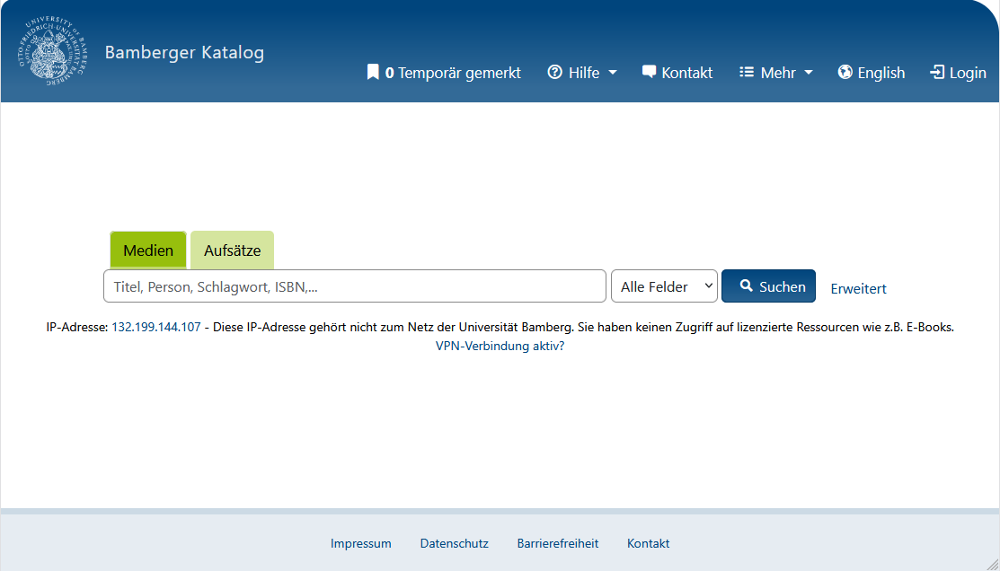 UNIVERSITY OF BAMBERG
OTTO-FRIEDRICH-UNIVERSITÄT BAMBERG
Bamberger Katalog
0 Temporär gemerkt
Hilfe
Kontakt
Mehr
English
Login
Medien
Aufsätze
Titel, Person, Schlagwort, ISBN,...
Alle Felder
Suchen
Erweitert
IP-Adresse: 132.199.144.107 - Diese IP-Adresse gehört nicht zum Netz der Universität Bamberg. Sie haben keinen Zugriff auf lizenzierte Ressourcen wie z.B. E-Books.
VPN-Verbindung aktiv?
Impressum
Datenschutz
Barrierefreiheit
Kontakt